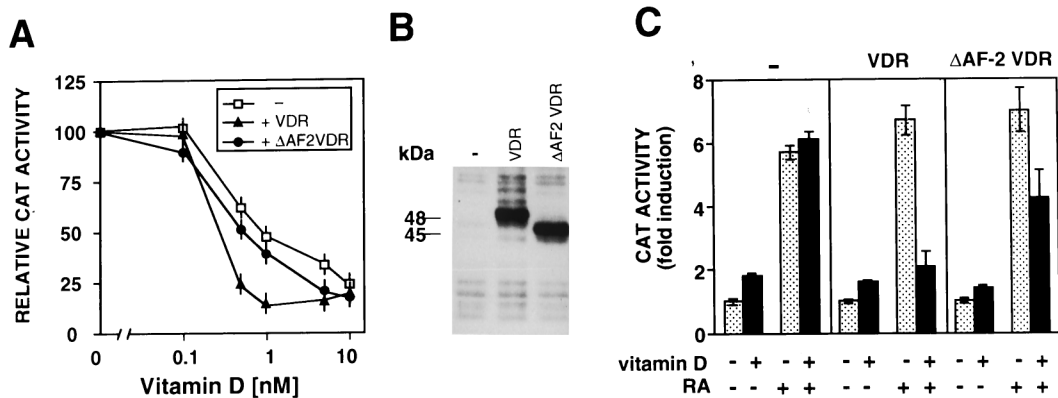 A
RELATIVE CAT ACTIVITY
125
100
75
50
25
0
–
+ VDR
+ ΔAF2VDR
0
0.1
1
10
Vitamin D [nM]
B
kDa
-
VDR
ΔAF2 VDR
48
45
C
CAT ACTIVITY
(fold induction)
8
6
4
2
0
–
VDR
ΔAF-2 VDR
vitamin D - + - + - + - + - + - +
RA - - + + - - + + - - + +